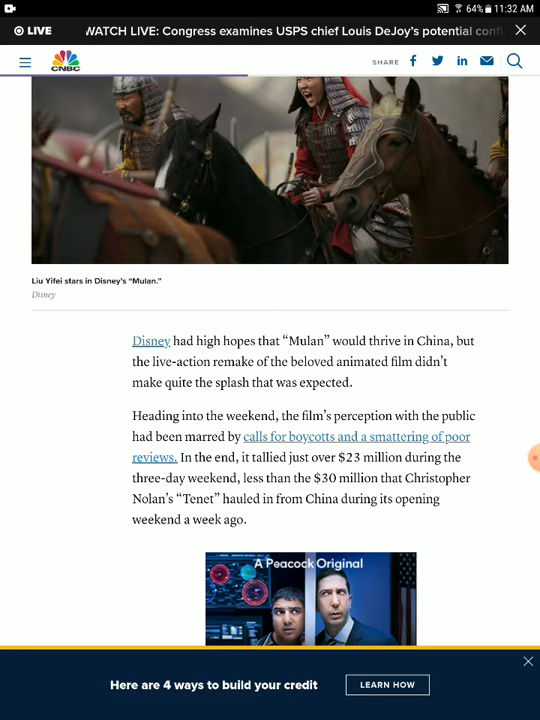 64% 11:32 AM
LIVE WATCH LIVE: Congress examines USPS chief Louis DeJoy's potential conf
CNBC
SHARE
Liu Yifei stars in Disney's "Mulan."
Disney
Disney had high hopes that “Mulan” would thrive in China, but
the live-action remake of the beloved animated film didn’t
make quite the splash that was expected.
Heading into the weekend, the film’s perception with the public
had been marred by calls for boycotts and a smattering of poor
reviews. In the end, it tallied just over $23 million during the
three-day weekend, less than the $30 million that Christopher
Nolan’s “Tenet” hauled in from China during its opening
weekend a week ago.
A Peacock Original
Here are 4 ways to build your credit
LEARN HOW